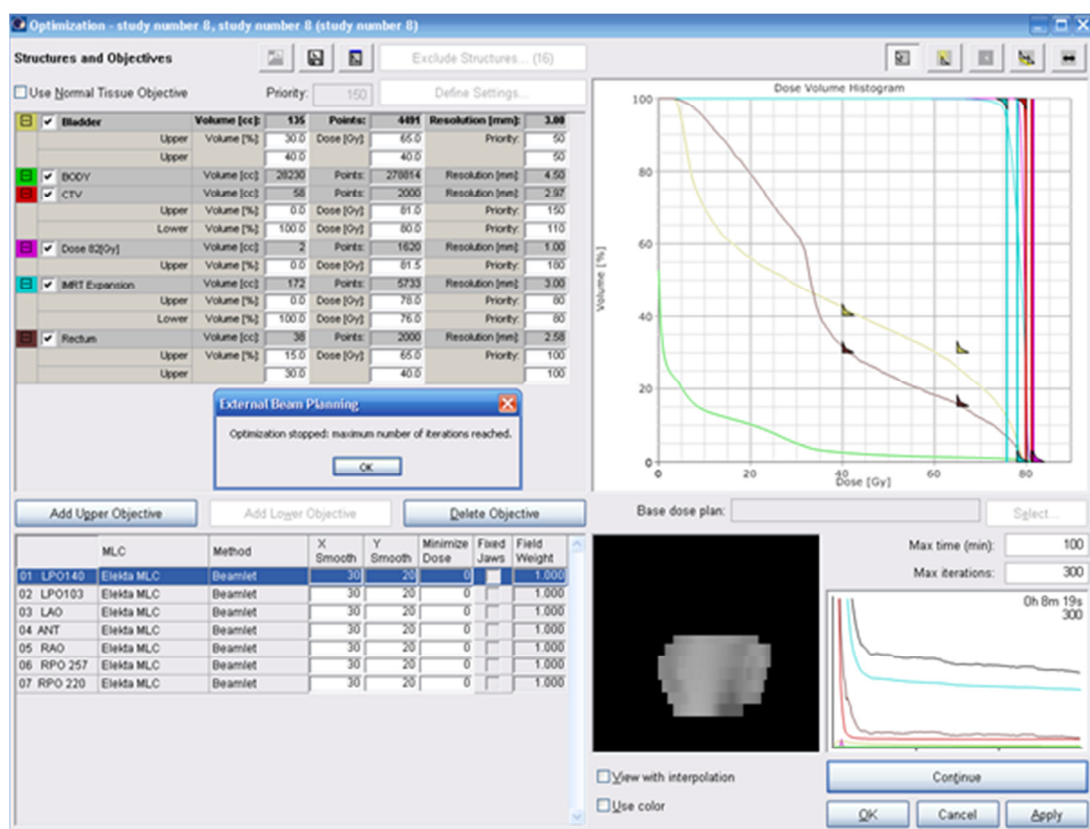 Optimization - study number 8, study number 8 (study number 8)
Structures and Objectives
Exclude Structures... (16)
Use Normal Tissue Objective Priority: 150 Define Settings...
Bladder Volume [cc]: 135 Points: 4491 Resolution [mm]: 3.00
Upper Volume [%]: 30.0 Dose [Gy]: 65.0 Priority: 50
Upper 40.0 40.0 50
BODY Volume [cc]: 28230 Points: 278814 Resolution [mm]: 4.50
CTV Volume [cc]: 58 Points: 2000 Resolution [mm]: 2.97
Upper Volume [%]: 0.0 Dose [Gy]: 81.0 Priority: 150
Lower Volume [%]: 100.0 Dose [Gy]: 80.0 Priority: 110
Dose 82[Gy] Volume [cc]: 2 Points: 1620 Resolution [mm]: 1.00
Upper Volume [%]: 0.0 Dose [Gy]: 81.5 Priority: 180
IMRT Expansion Volume [cc]: 172 Points: 5733 Resolution [mm]: 3.00
Upper Volume [%]: 0.0 Dose [Gy]: 78.0 Priority: 80
Lower Volume [%]: 100.0 Dose [Gy]: 76.0 Priority: 80
Rectum Volume [cc]: 38 Points: 2000 Resolution [mm]: 2.58
Upper Volume [%]: 15.0 Dose [Gy]: 65.0 Priority: 100
Upper 30.0 40.0 100
External Beam Planning
Optimization stopped: maximum number of iterations reached.
OK
Dose Volume Histogram
100
80
60
40
20
0
Volume [%]
0 20 40 60 80
Dose [Gy]
Add Upper Objective Add Lower Objective Delete Objective
Base dose plan: Select...
MLC Method X Smooth Y Smooth Minimize Dose Fixed Jaws Field Weight
01 LPO140 Elekta MLC Beamlet 30 20 0 1.000
02 LPO103 Elekta MLC Beamlet 30 20 0 1.000
03 LAO Elekta MLC Beamlet 30 20 0 1.000
04 ANT Elekta MLC Beamlet 30 20 0 1.000
05 RAO Elekta MLC Beamlet 30 20 0 1.000
06 RPO 257 Elekta MLC Beamlet 30 20 0 1.000
07 RPO 220 Elekta MLC Beamlet 30 20 0 1.000
Max time (min): 100
Max iterations: 300
0h 8m 19s
300
View with interpolation
Use color
Continue
OK Cancel Apply